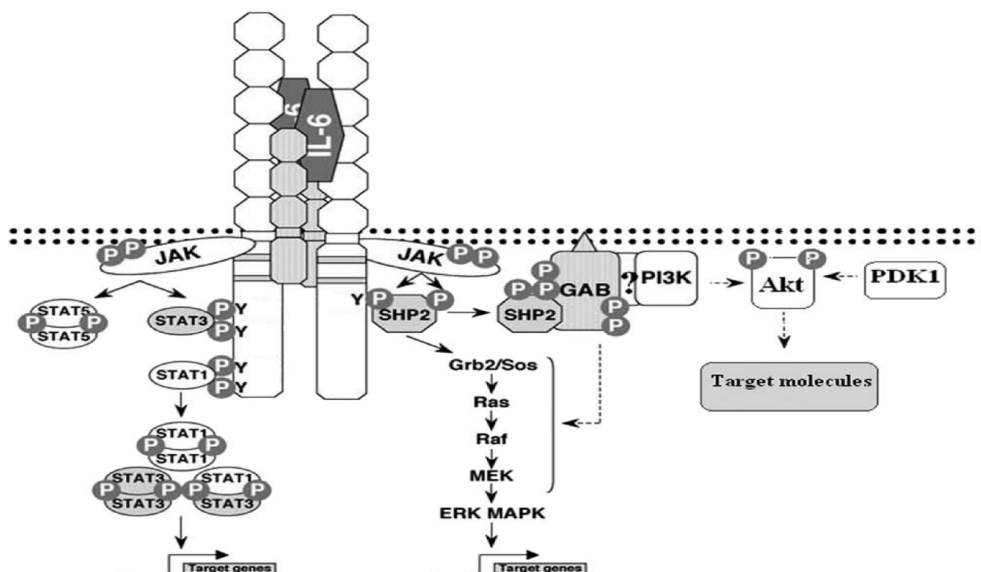 6
IL-6
P
P
JAK
JAK
P
P
STAT5
P
P
STAT5
STAT3
P
Y
P
Y
STAT1
P
Y
P
Y
STAT1
P
P
STAT1
STAT3
P
P
STAT3
STAT1
P
STAT3
Target genes
Y
P
P
SHP2
P
P
P
SHP2
GAB
P
P
?
PI3K
P
P
Akt
PDK1
Target molecules
Grb2/Sos
Ras
Raf
MEK
ERK MAPK
Target genes